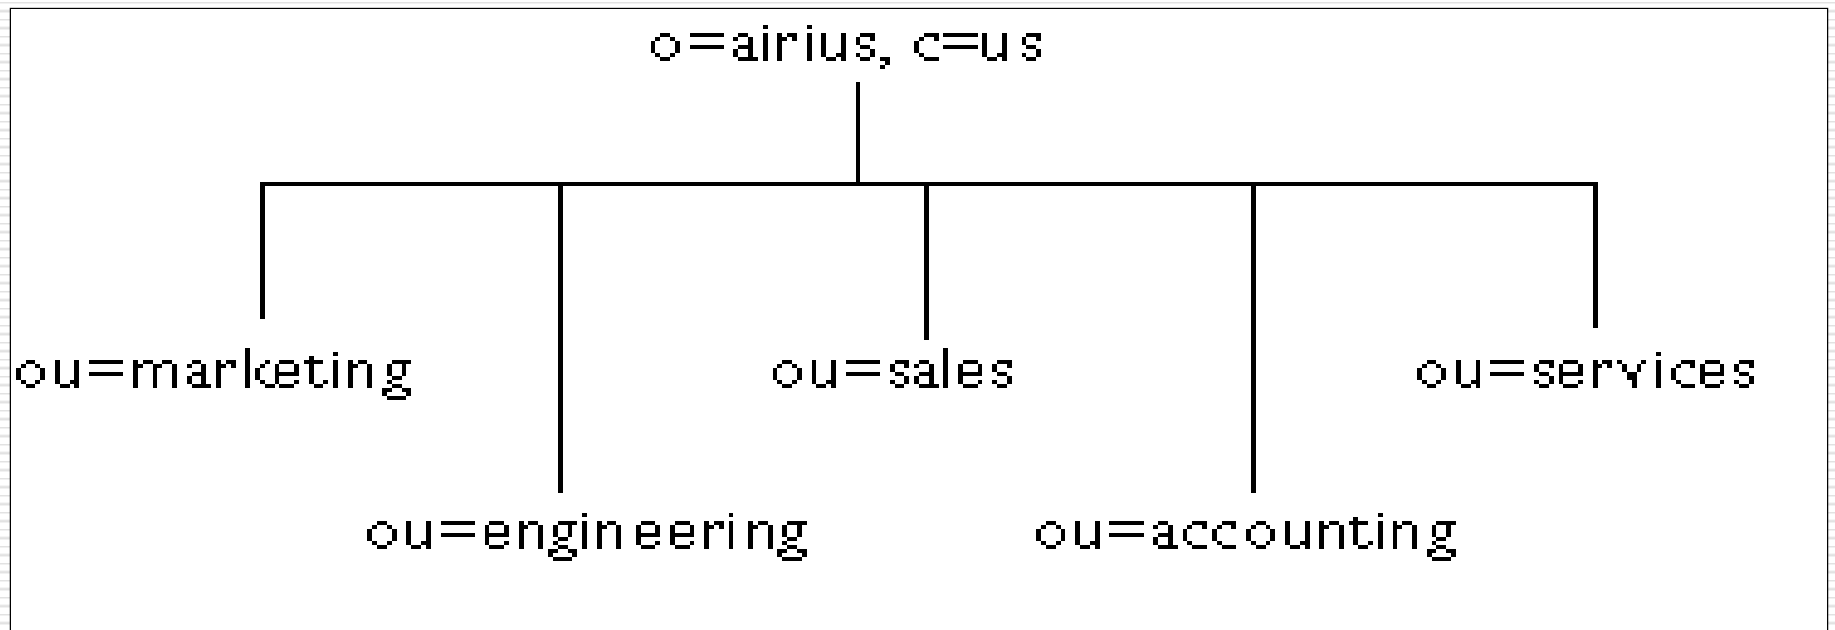 o=airius, c=us
ou=marketing ou=sales ou=services
ou=engineering ou=accounting